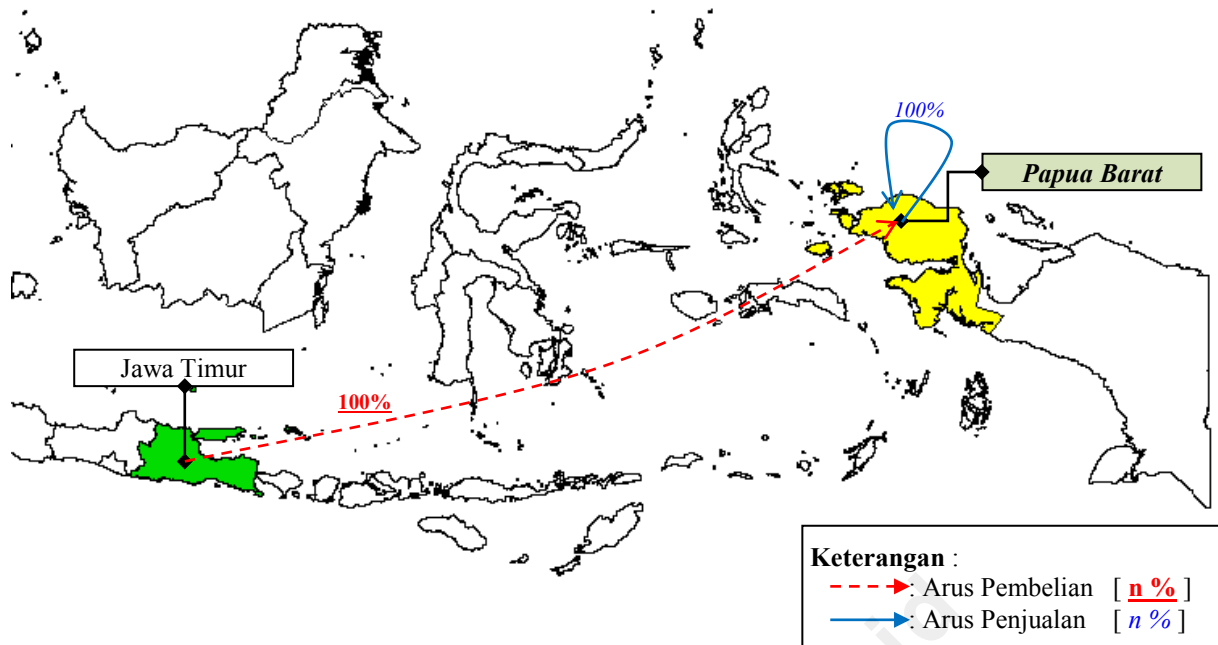 100%
Papua Barat
Jawa Timur
100%
Keterangan :
: Arus Pembelian [ n % ]
: Arus Penjualan [ n % ]